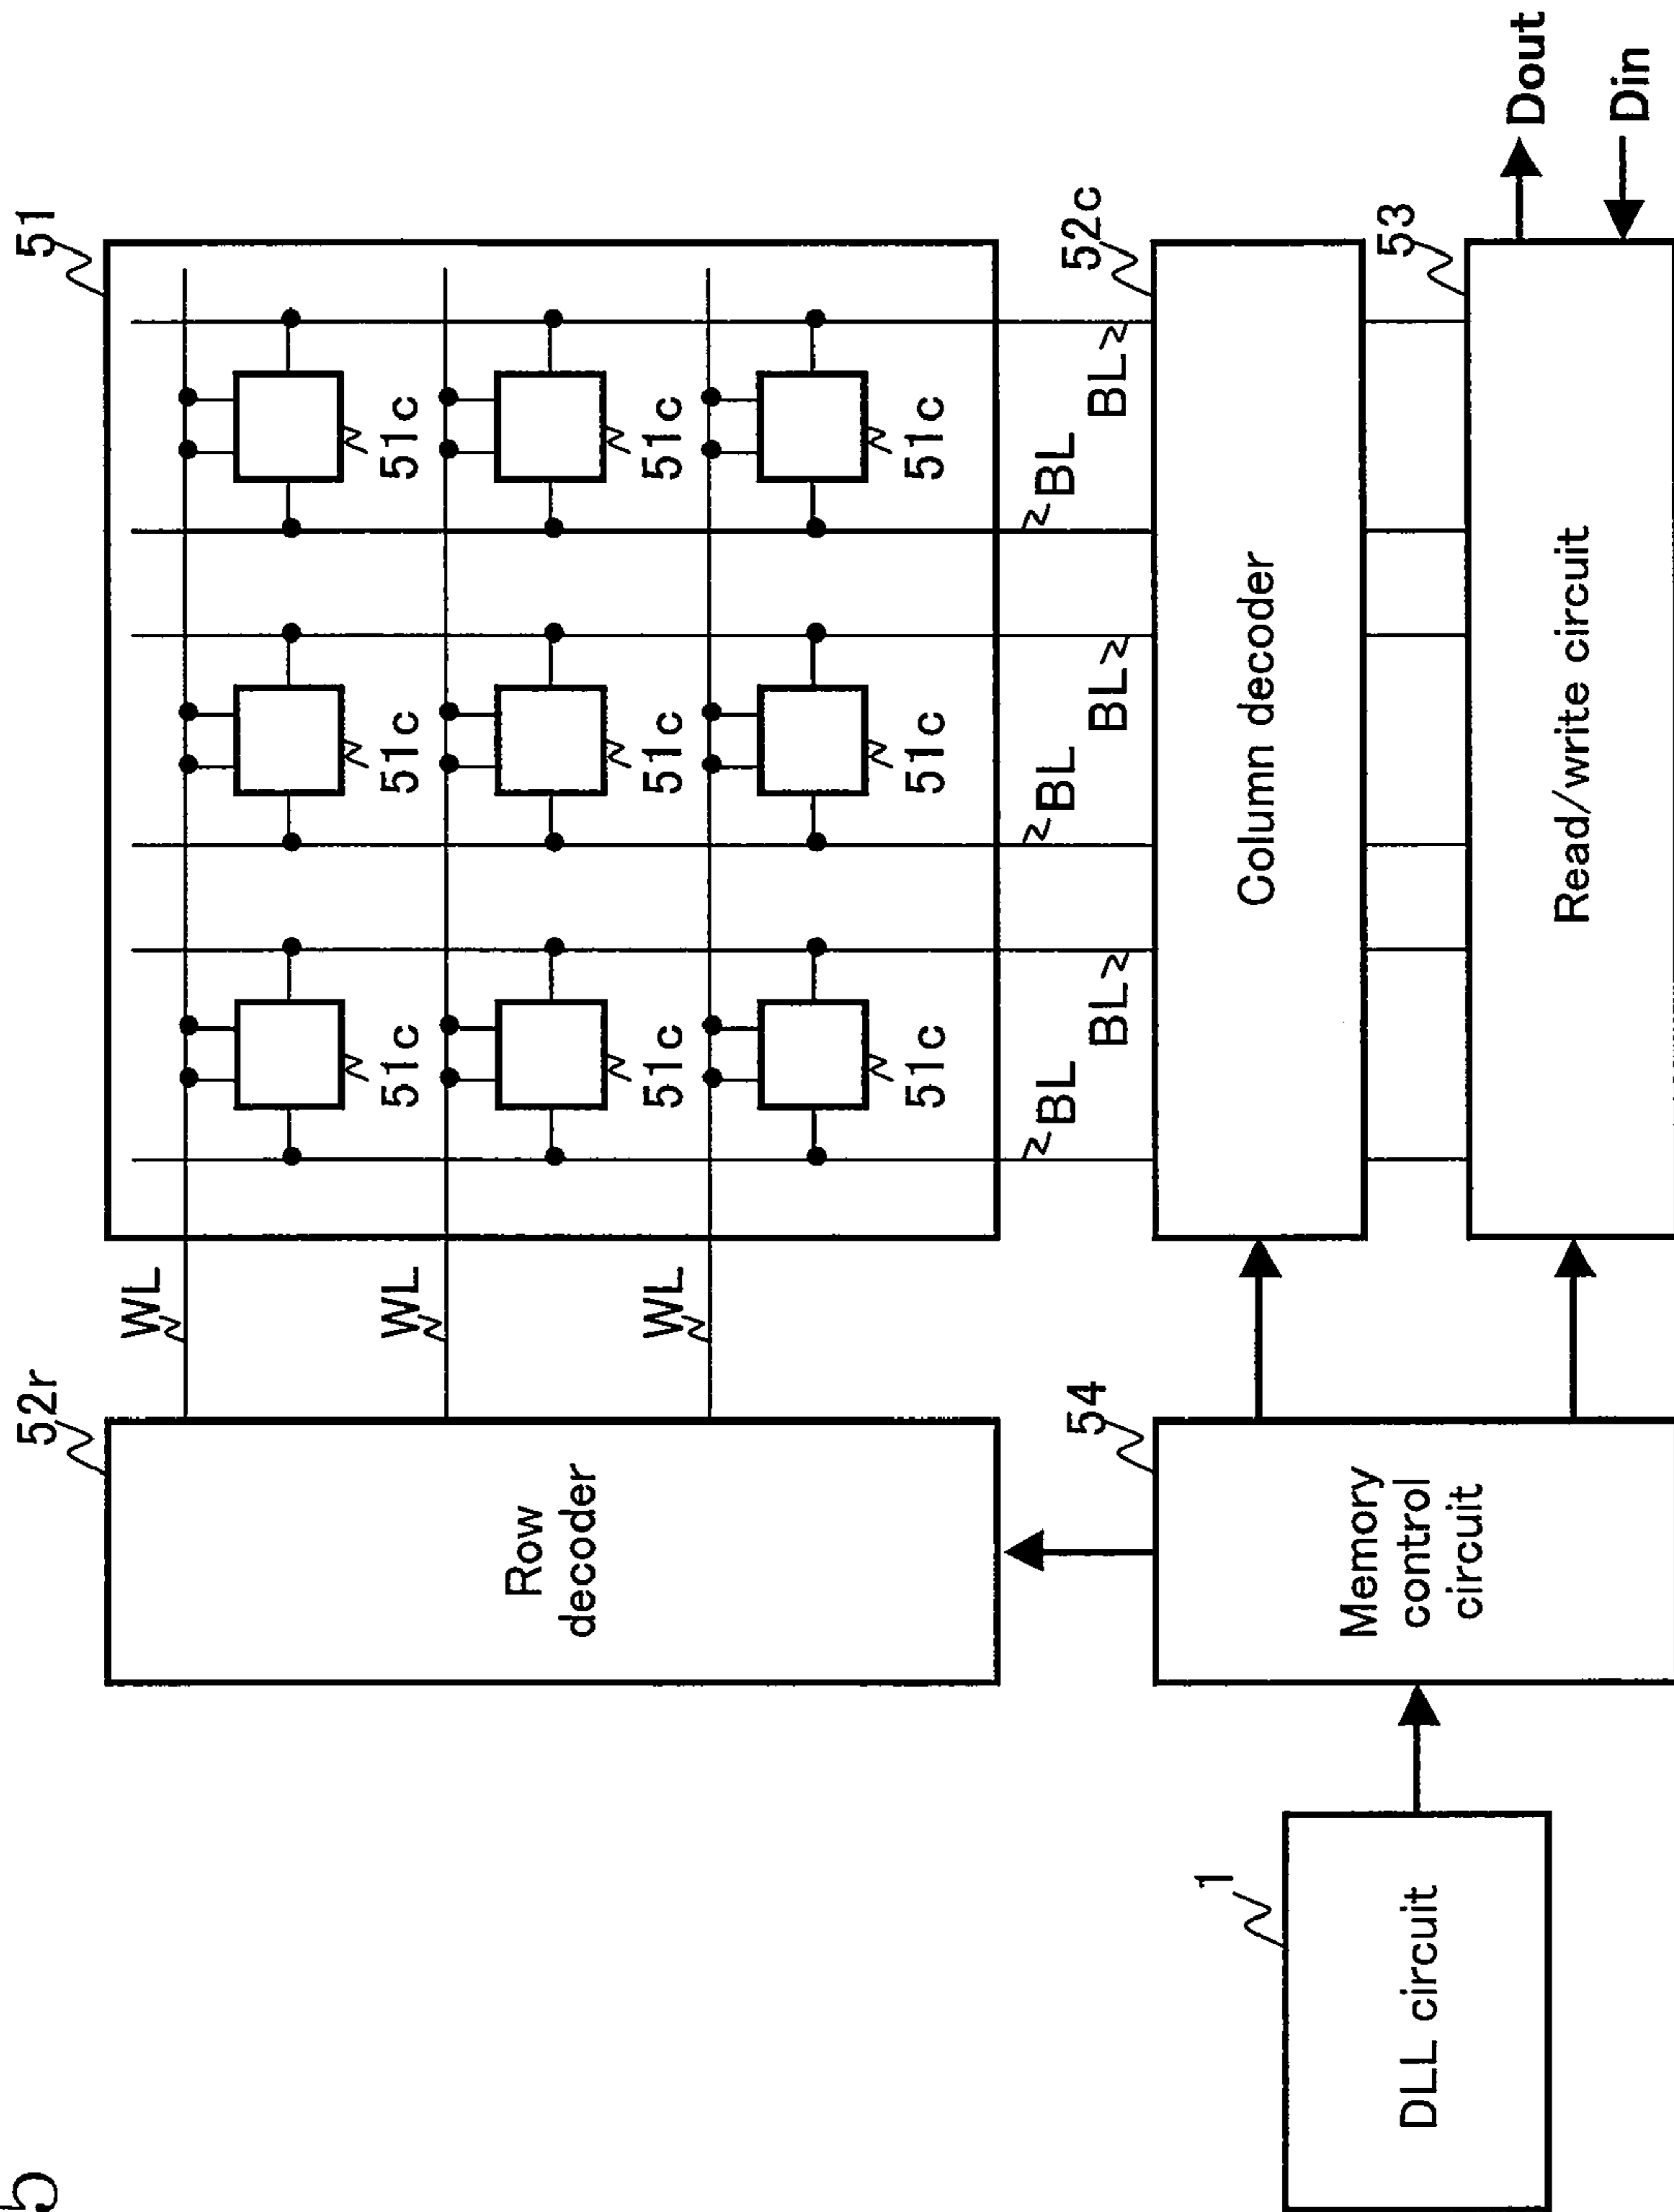 5
52r
Row
decoder
WL
WL
WL
51
51c
51c
51c
51c
51c
51c
51c
51c
51c
BL
BL
BL
BL
BL
BL
1
DLL circuit
54
Memory
control
circuit
52c
Column decoder
53
Read/write circuit
Dout
Din